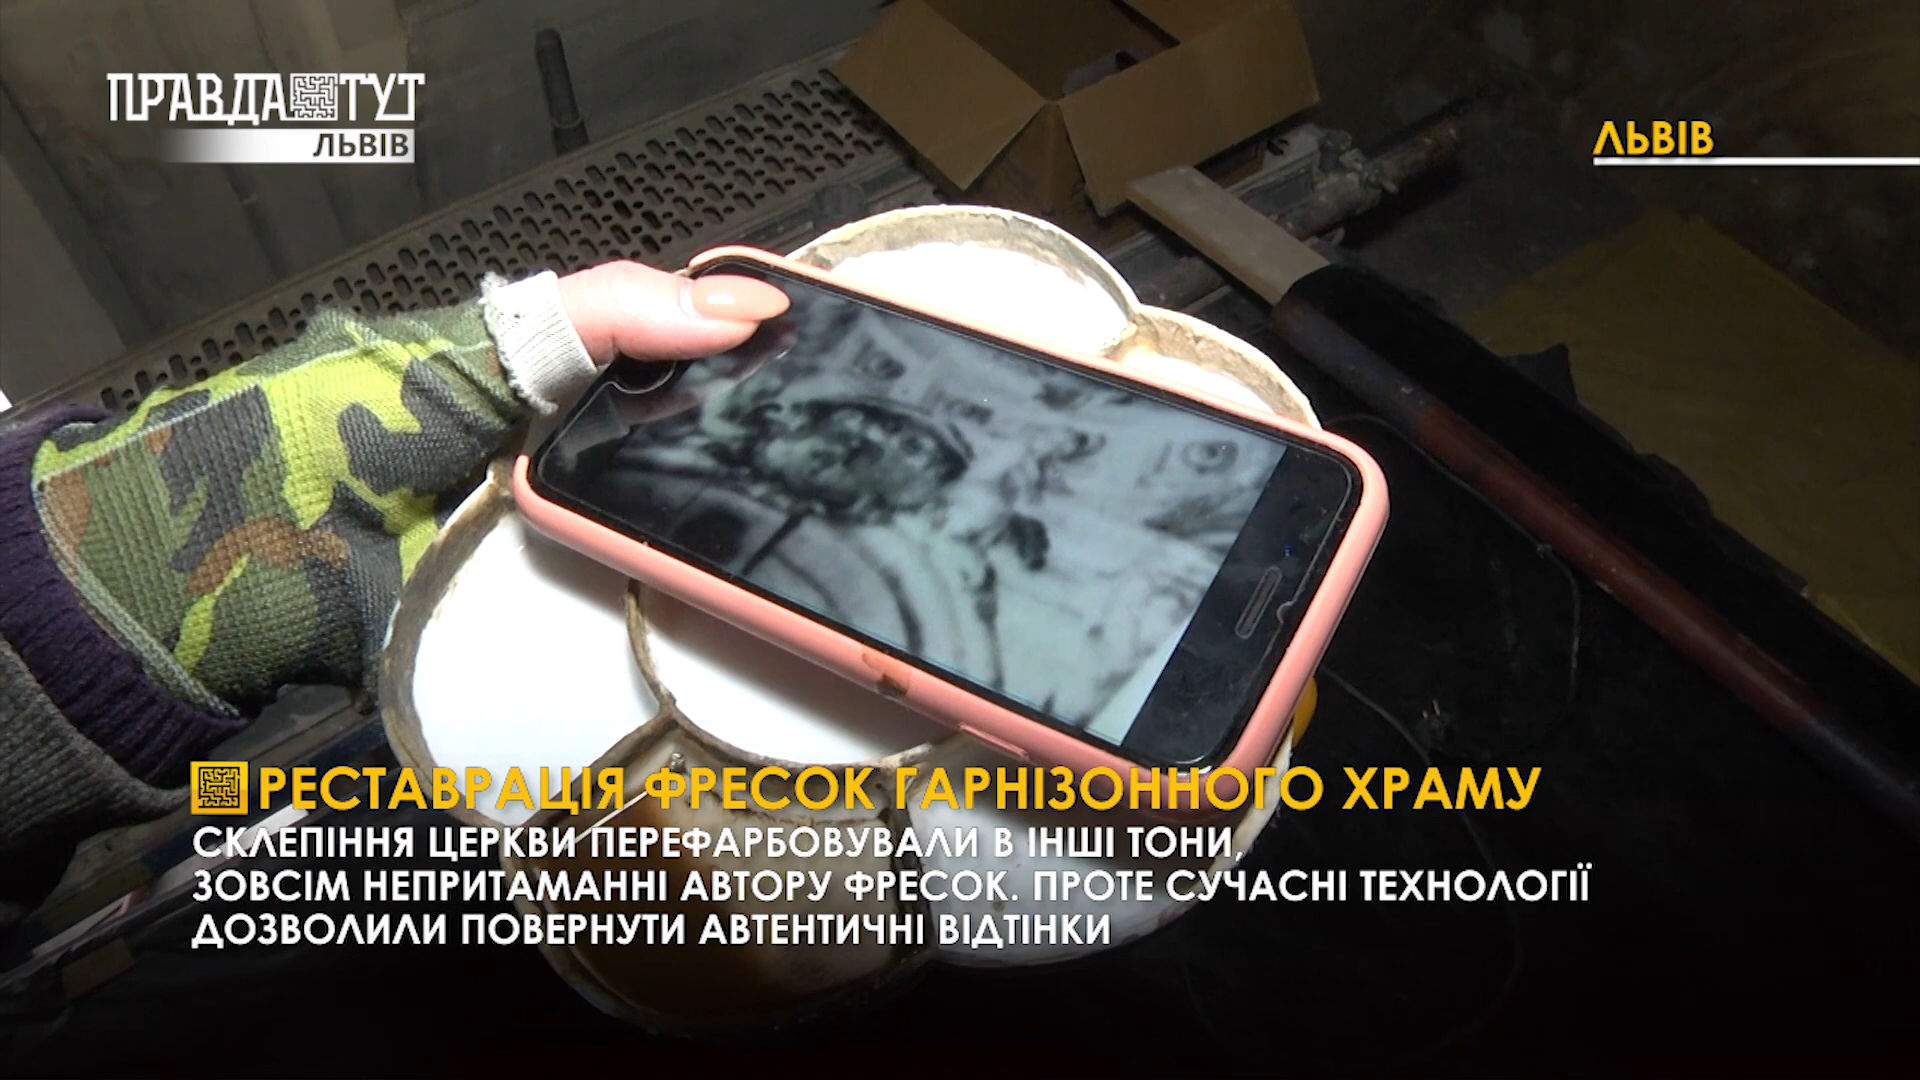 ПРАВДА ТУТ
ЛЬВІВ
ЛЬВІВ
РЕСТАВРАЦІЯ ФРЕСОК ГАРНІЗОННОГО ХРАМУ
СКЛЕПІННЯ ЦЕРКВИ ПЕРЕФАРБОВУВАЛИ В ІНШІ ТОНИ,
ЗОВСІМ НЕПРИТАМАННІ АВТОРУ ФРЕСОК. ПРОТЕ СУЧАСНІ ТЕХНОЛОГІЇ
ДОЗВОЛИЛИ ПОВЕРНУТИ АВТЕНТИЧНІ ВІДТІНКИ